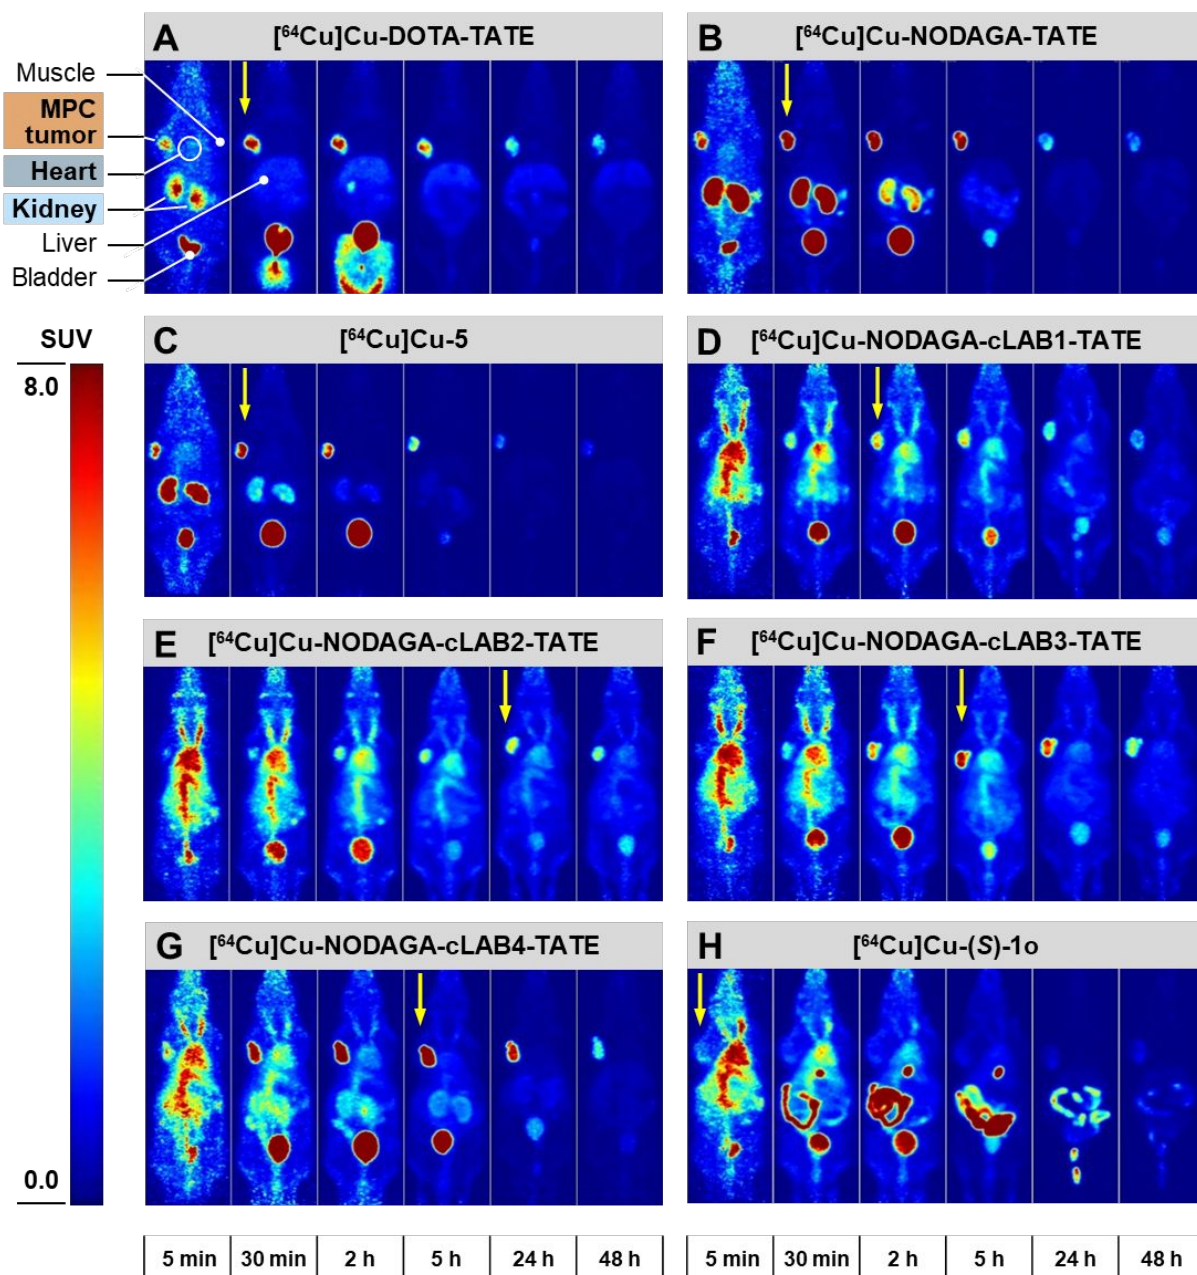 A [⁶⁴Cu]Cu-DOTA-TATE
B [⁶⁴Cu]Cu-NODAGA-TATE
Muscle
MPC
tumor
Heart
Kidney
Liver
Bladder
SUV
8.0
0.0
C [⁶⁴Cu]Cu-5
D [⁶⁴Cu]Cu-NODAGA-cLAB1-TATE
E [⁶⁴Cu]Cu-NODAGA-cLAB2-TATE
F [⁶⁴Cu]Cu-NODAGA-cLAB3-TATE
G [⁶⁴Cu]Cu-NODAGA-cLAB4-TATE
H [⁶⁴Cu]Cu-(S)-1o
5 min 30 min 2 h 5 h 24 h 48 h
5 min 30 min 2 h 5 h 24 h 48 h